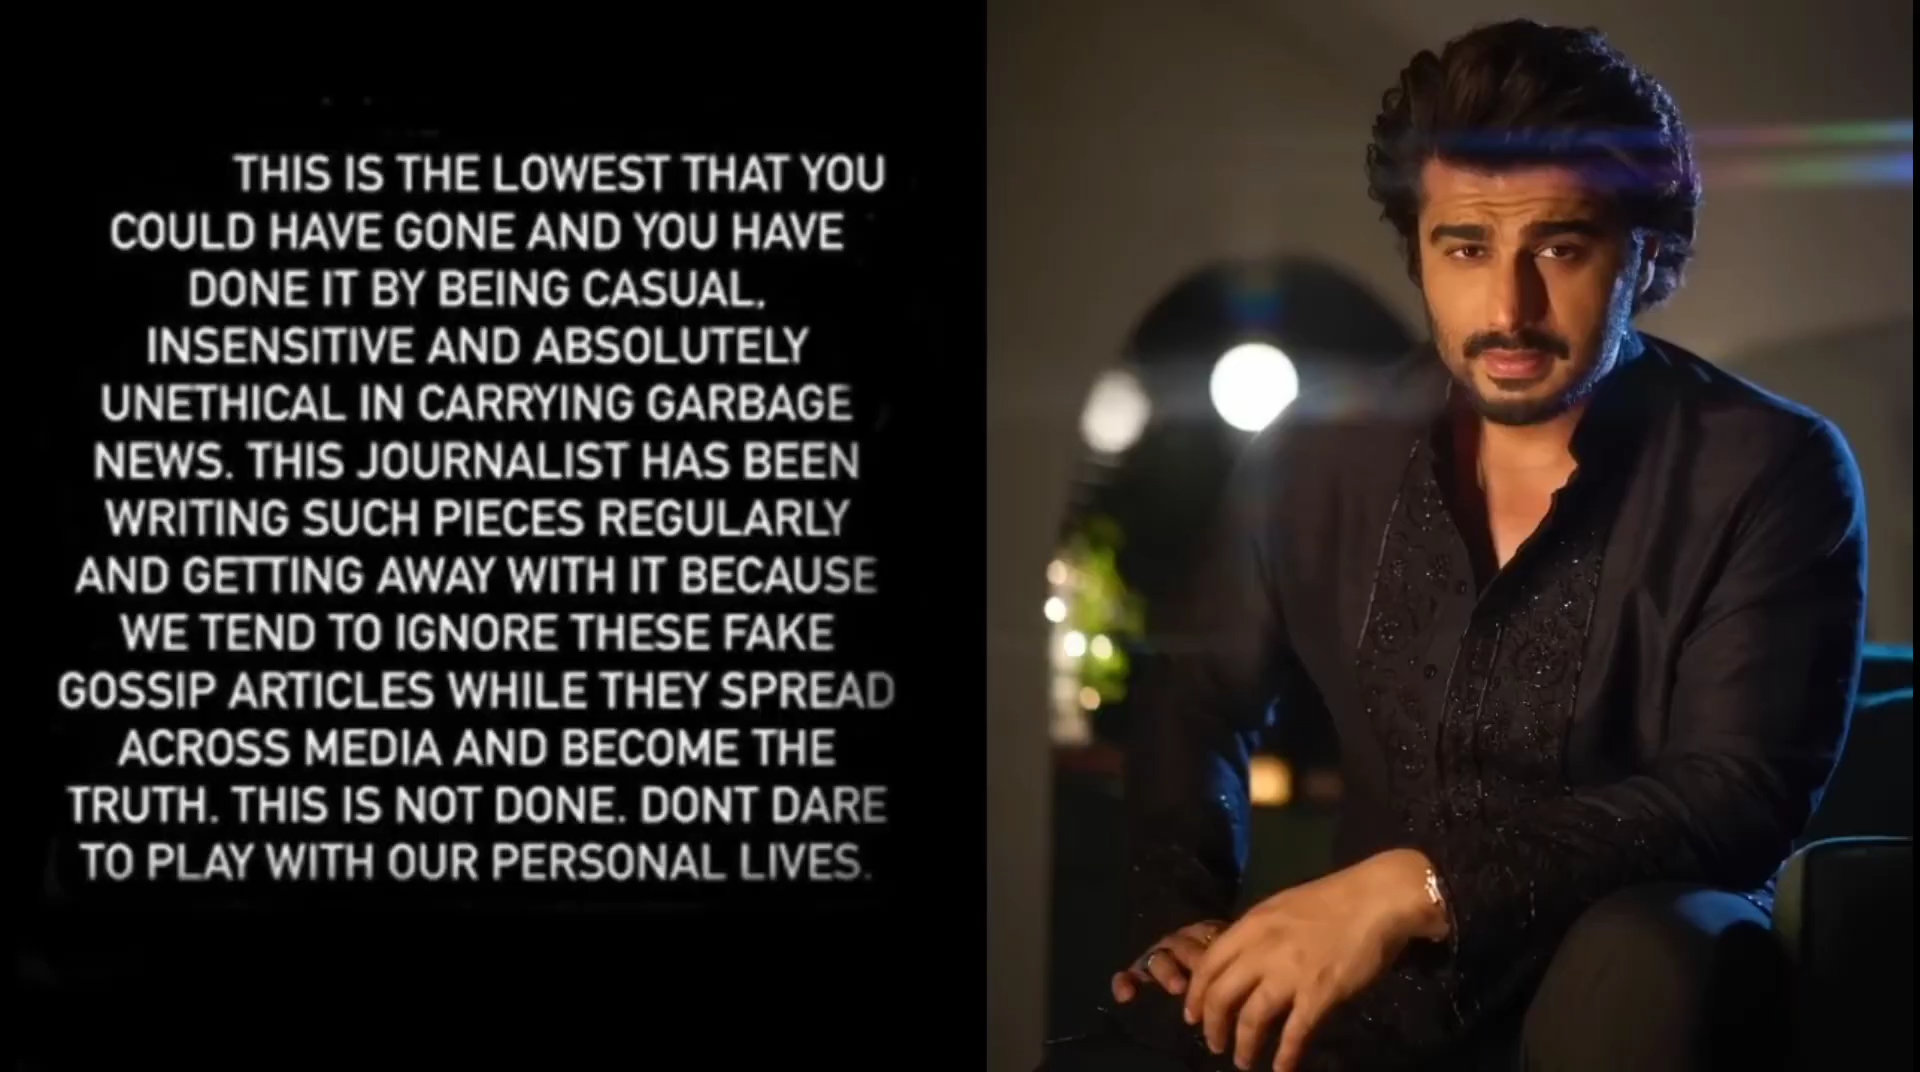 THIS IS THE LOWEST THAT YOU
COULD HAVE GONE AND YOU HAVE
DONE IT BY BEING CASUAL,
INSENSITIVE AND ABSOLUTELY
UNETHICAL IN CARRYING GARBAGE
NEWS. THIS JOURNALIST HAS BEEN
WRITING SUCH PIECES REGULARLY
AND GETTING AWAY WITH IT BECAUSE
WE TEND TO IGNORE THESE FAKE
GOSSIP ARTICLES WHILE THEY SPREAD
ACROSS MEDIA AND BECOME THE
TRUTH. THIS IS NOT DONE. DONT DARE
TO PLAY WITH OUR PERSONAL LIVES.